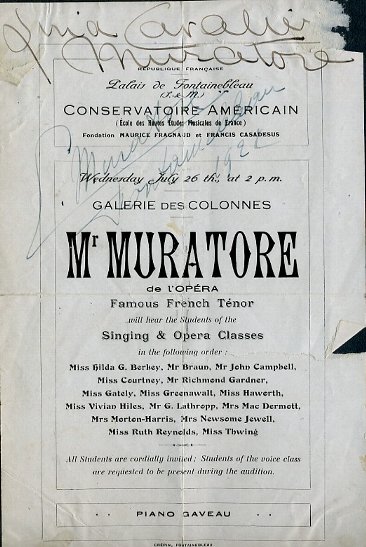 Lina Cavalieri
Muratore
RÉPUBLIQUE FRANÇAISE
Palais de Fontainebleau
(S.-&-M.)
CONSERVATOIRE AMÉRICAIN
(École des Hautes Études Musicales de France)
Fondation MAURICE FRAGNAUD et FRANCIS CASADESUS
1922
Wednesday July 26 th., at 2 p. m.
GALERIE DES COLONNES
Mr MURATORE
de L'OPÉRA
Famous French Ténor
will hear the Students of the
Singing & Opera Classes
in the following order :
Miss Hilda G. Berkey, Mr Braun, Mr John Campbell,
Miss Courtney, Mr Richmond Gardner,
Miss Gately, Miss Greenawalt, Miss Haworth,
Miss Vivian Hiles, Mr G. Lathropp, Mrs Mac Dermott,
Mrs Morton-Harris, Mrs Newsome Jewell,
Miss Ruth Reynolds, Miss Thwing
All Students are cordially invited : Students of the voice class
are requested to be present during the audition.
PIANO GAVEAU